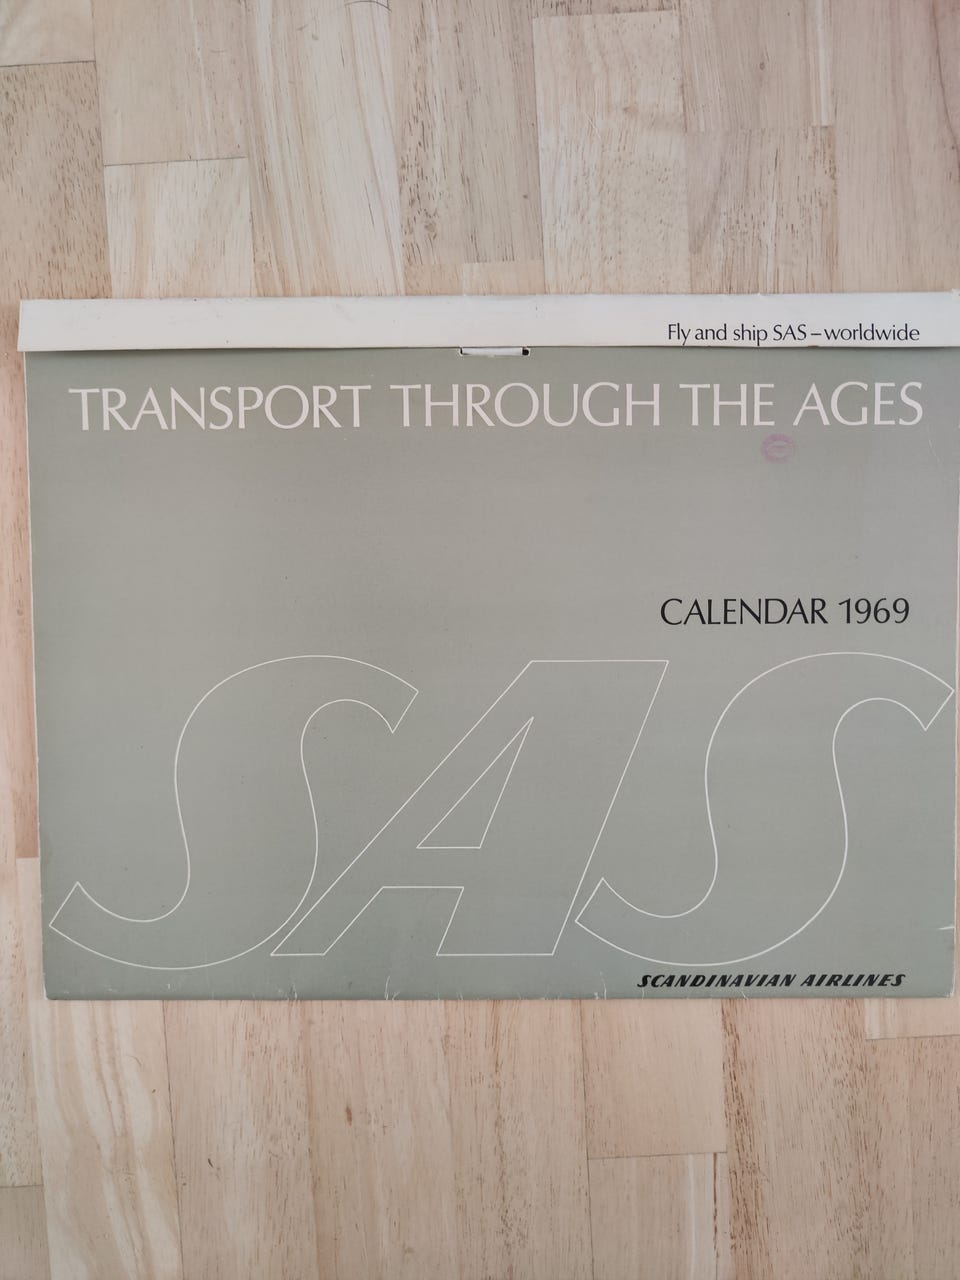 Fly and ship SAS – worldwide
TRANSPORT THROUGH THE AGES
CALENDAR 1969
SAS
SCANDINAVIAN AIRLINES